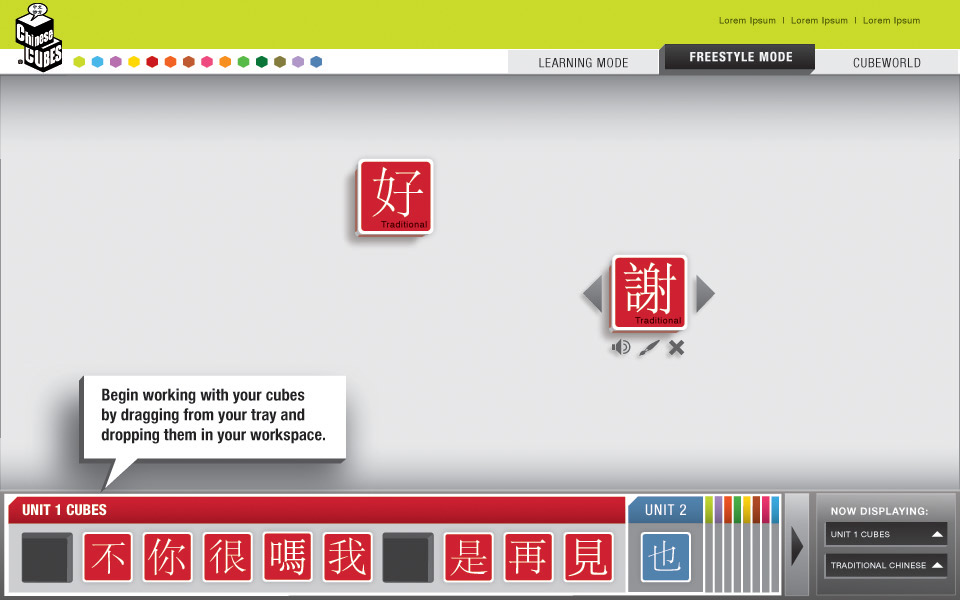 Chinese
CUBES
Lorem Ipsum | Lorem Ipsum | Lorem Ipsum
LEARNING MODE
FREESTYLE MODE
CUBEWORLD
好
Traditional
謝
Traditional
Begin working with your cubes
by dragging from your tray and
dropping them in your workspace.
UNIT 1 CUBES
UNIT 2
不 你 很 嗎 我 是 再 見
也
NOW DISPLAYING:
UNIT 1 CUBES
TRADITIONAL CHINESE